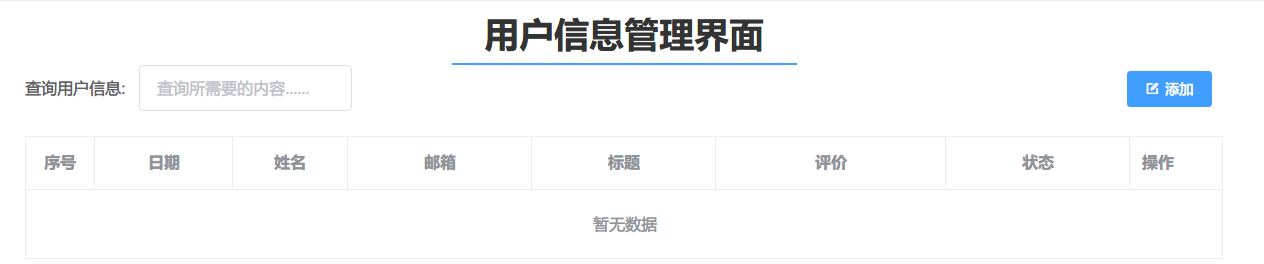 用户信息管理界面
查询用户信息: 查询所需要的内容...... 添加
序号 日期 姓名 邮箱 标题 评价 状态 操作
暂无数据